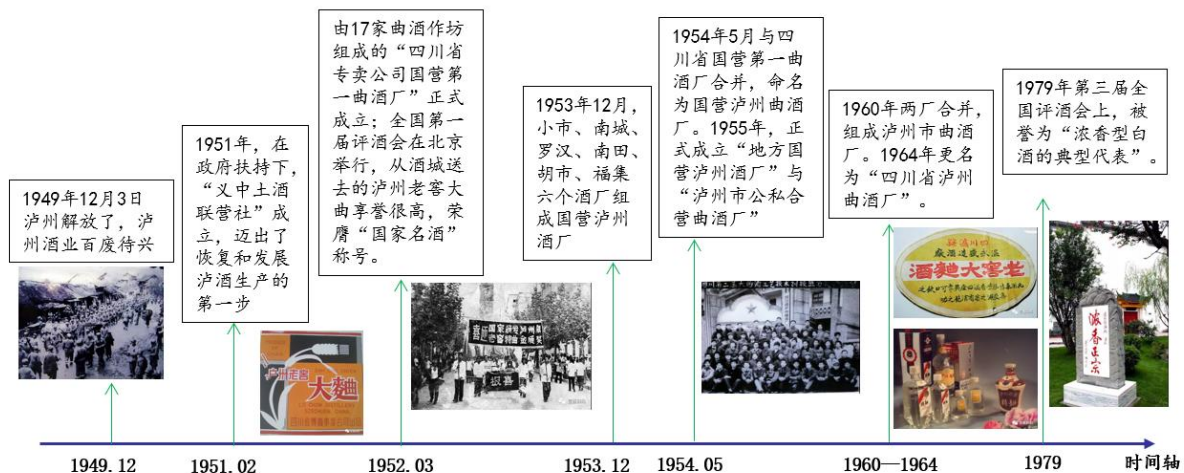 1949年12月3日
泸州解放了，泸
州酒业百废待兴
1951年，在
政府扶持下，
“义中土酒
联营社”成
立，迈出了
恢复和发展
泸酒生产的
第一步
由17家曲酒作坊
组成的“四川省
专卖公司国营第
一曲酒厂”正式
成立；全国第一
届评酒会在北京
举行，从酒城送
去的泸州老窖大
曲享誉很高，荣
膺“国家名酒”
称号。
1953年12月，
小市、南城、
罗汉、南田、
胡市、福集
六个酒厂组
成国营泸州
酒厂
1954年5月与四
川省国营第一曲
酒厂合并，命名
为国营泸州曲酒
厂。1955年，正
式成立“地方国
营泸州酒厂”与
“泸州市公私合
营曲酒厂”
1960年两厂合并，
组成泸州市曲酒
厂。1964年更名
为“四川省泸州
曲酒厂”。
1979年第三届全
国评酒会上，被
誉为“浓香型白
酒的典型代表”。
大麯
酒麯大窖老
浓香正宗
1949.12
1951.02
1952.03
1953.12
1954.05
1960—1964
1979
时间轴